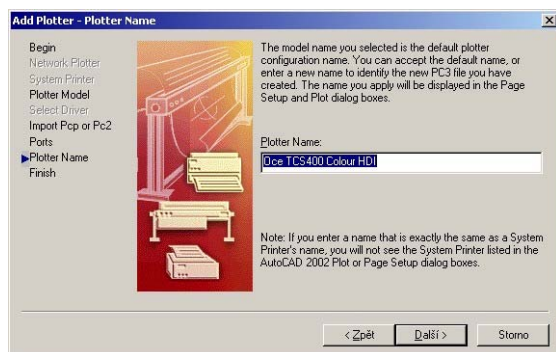 Add Plotter - Plotter Name
Begin
Network Plotter
System Printer
Plotter Model
Select Driver
Import Pcp or Pc2
Ports
Plotter Name
Finish
The model name you selected is the default plotter
configuration name. You can accept the default name, or
enter a new name to identify the new PC3 file you have
created. The name you apply will be displayed in the Page
Setup and Plot dialog boxes.
Plotter Name:
Oce TCS400 Colour HDI
Note: If you enter a name that is exactly the same as a System
Printer's name, you will not see the System Printer listed in the
AutoCAD 2002 Plot or Page Setup dialog boxes.
< Zpět
Další >
Storno